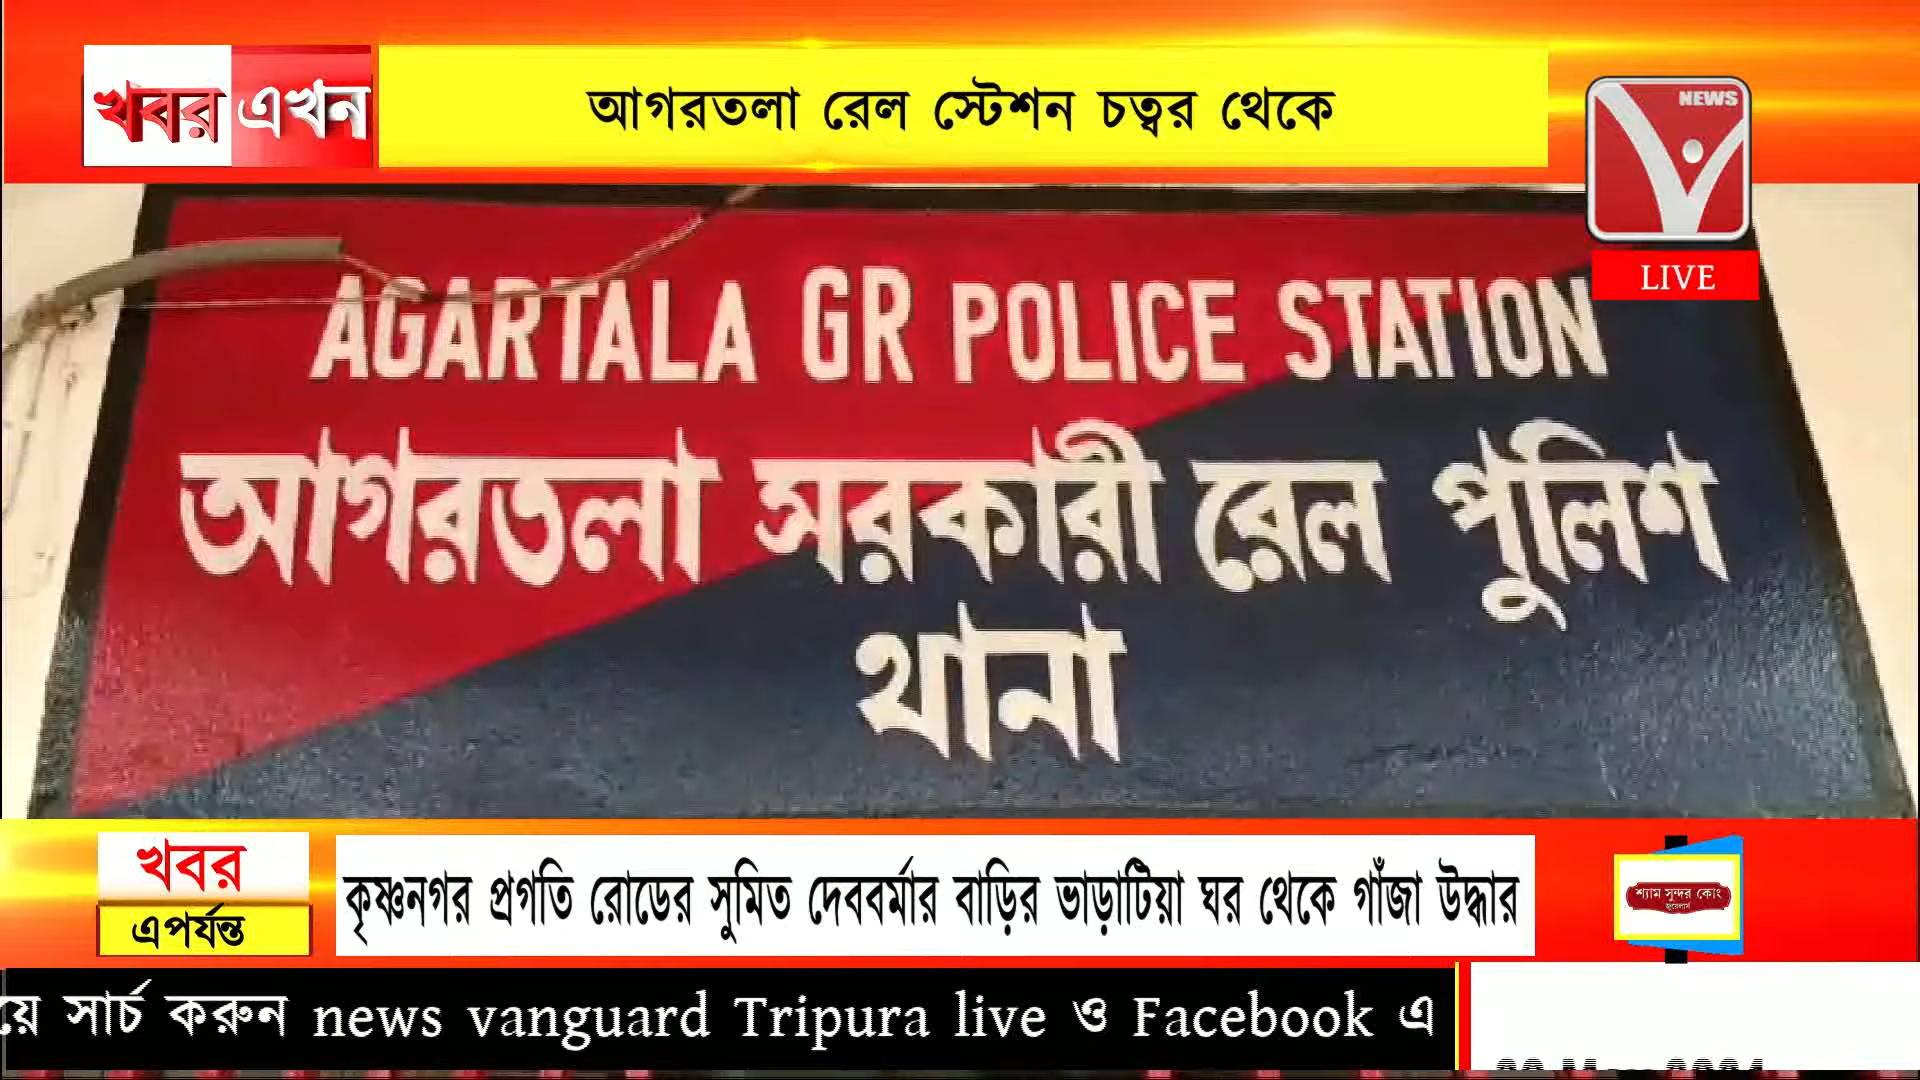 খবর এখন
আগরতলা রেল স্টেশন চত্বর থেকে
NEWS
LIVE
AGARTALA GR POLICE STATION
আগরতলা সরকারী রেল পুলিশ
থানা
খবর
এপর্যন্ত
কৃষ্ণনগর প্রগতি রোডের সুমিত দেববর্মার বাড়ির ভাড়াটিয়া ঘর থেকে গাঁজা উদ্ধার
শ্যাম সুন্দর কোং
জুয়েলার্স
য়ে সার্চ করুন news vanguard Tripura live ও Facebook এ